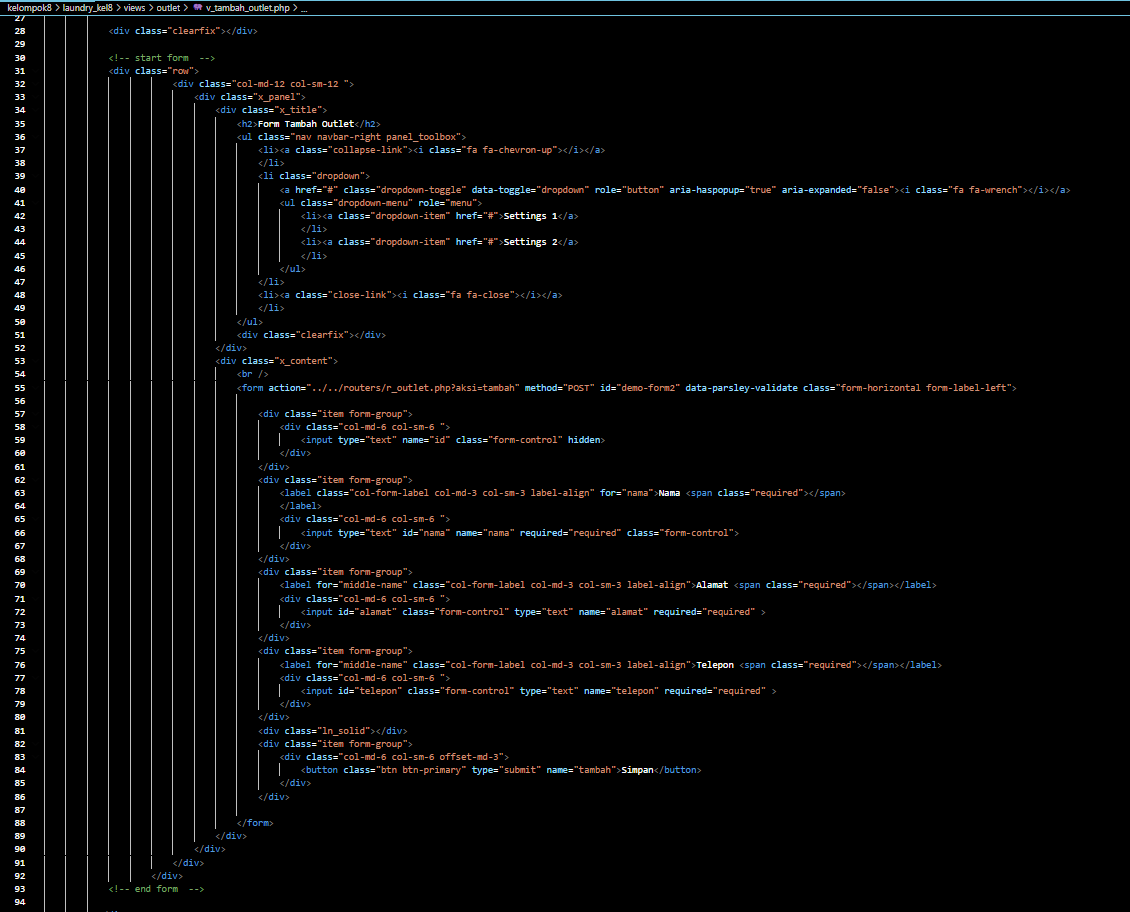 kelompok8 > laundry_kel8 > views > outlet > v_tambah_outlet.php > ...
27
28 <div class="clearfix"></div>
29
30 <!-- start form  -->
31 <div class="row">
32 <div class="col-md-12 col-sm-12 ">
33 <div class="x_panel">
34 <div class="x_title">
35 <h2>Form Tambah Outlet</h2>
36 <ul class="nav navbar-right panel_toolbox">
37 <li><a class="collapse-link"><i class="fa fa-chevron-up"></i></a>
38 </li>
39 <li class="dropdown">
40 <a href="#" class="dropdown-toggle" data-toggle="dropdown" role="button" aria-haspopup="true" aria-expanded="false"><i class="fa fa-wrench"></i></a>
41 <ul class="dropdown-menu" role="menu">
42 <li><a class="dropdown-item" href="#">Settings 1</a>
43 </li>
44 <li><a class="dropdown-item" href="#">Settings 2</a>
45 </li>
46 </ul>
47 </li>
48 <li><a class="close-link"><i class="fa fa-close"></i></a>
49 </li>
50 </ul>
51 <div class="clearfix"></div>
52 </div>
53 <div class="x_content">
54 <br />
55 <form action="../../routers/r_outlet.php?aksi=tambah" method="POST" id="demo-form2" data-parsley-validate class="form-horizontal form-label-left">
56
57 <div class="item form-group">
58 <div class="col-md-6 col-sm-6 ">
59 <input type="text" name="id" class="form-control" hidden>
60 </div>
61 </div>
62 <div class="item form-group">
63 <label class="col-form-label col-md-3 col-sm-3 label-align" for="nama">Nama <span class="required"></span>
64 </label>
65 <div class="col-md-6 col-sm-6 ">
66 <input type="text" id="nama" name="nama" required="required" class="form-control">
67 </div>
68 </div>
69 <div class="item form-group">
70 <label for="middle-name" class="col-form-label col-md-3 col-sm-3 label-align">Alamat <span class="required"></span></label>
71 <div class="col-md-6 col-sm-6 ">
72 <input id="alamat" class="form-control" type="text" name="alamat" required="required" >
73 </div>
74 </div>
75 <div class="item form-group">
76 <label for="middle-name" class="col-form-label col-md-3 col-sm-3 label-align">Telepon <span class="required"></span></label>
77 <div class="col-md-6 col-sm-6 ">
78 <input id="telepon" class="form-control" type="text" name="telepon" required="required" >
79 </div>
80 </div>
81 <div class="ln_solid"></div>
82 <div class="item form-group">
83 <div class="col-md-6 col-sm-6 offset-md-3">
84 <button class="btn btn-primary" type="submit" name="tambah">Simpan</button>
85 </div>
86 </div>
87
88 </form>
89 </div>
90 </div>
91 </div>
92 </div>
93 <!-- end form  -->
94